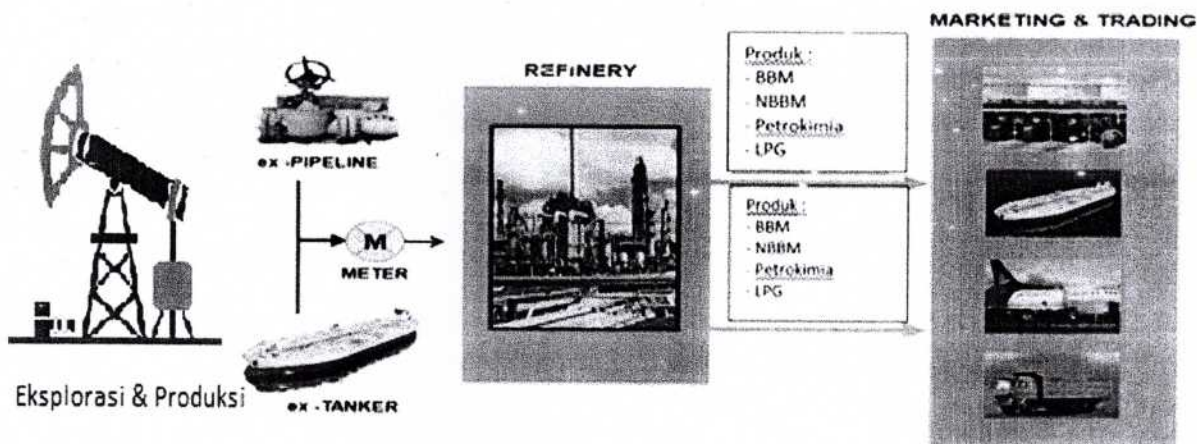 MARKETING & TRADING
REFINERY
Produk :
- BBM
- NBBM
- Petrokimia
- LPG
ex -PIPELINE
M
METER
Produk :
- BBM
- NBBM
- Petrokimia
- LPG
Eksplorasi & Produksi
ex -TANKER